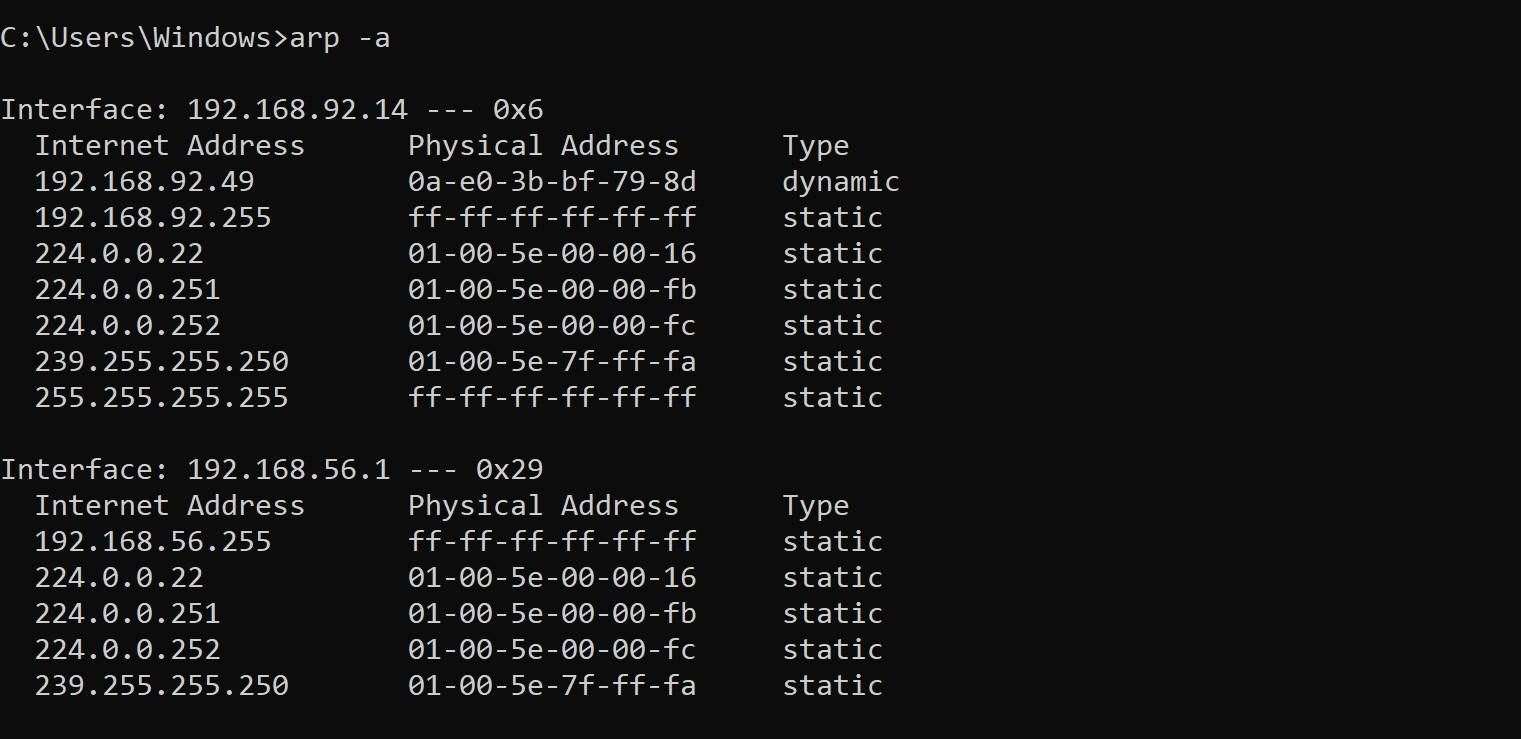 C:\Users\Windows>arp -a
Interface: 192.168.92.14 --- 0x6
  Internet Address      Physical Address      Type
  192.168.92.49         0a-e0-3b-bf-79-8d     dynamic
  192.168.92.255        ff-ff-ff-ff-ff-ff     static
  224.0.0.22            01-00-5e-00-00-16     static
  224.0.0.251           01-00-5e-00-00-fb     static
  224.0.0.252           01-00-5e-00-00-fc     static
  239.255.255.250       01-00-5e-7f-ff-fa     static
  255.255.255.255       ff-ff-ff-ff-ff-ff     static
Interface: 192.168.56.1 --- 0x29
  Internet Address      Physical Address      Type
  192.168.56.255        ff-ff-ff-ff-ff-ff     static
  224.0.0.22            01-00-5e-00-00-16     static
  224.0.0.251           01-00-5e-00-00-fb     static
  224.0.0.252           01-00-5e-00-00-fc     static
  239.255.255.250       01-00-5e-7f-ff-fa     static